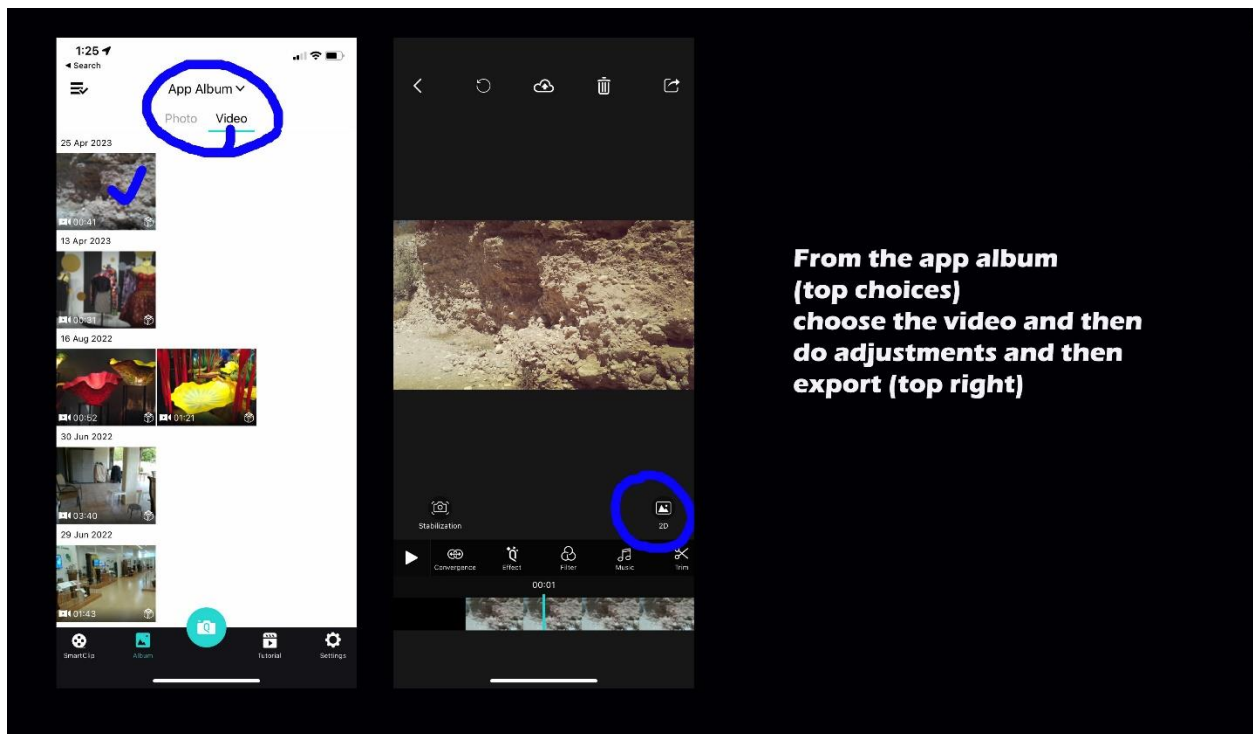 1:25
◄ Search
App Album
Photo Video
25 Apr 2023
00:41
13 Apr 2023
00:31
16 Aug 2022
00:52 01:21
30 Jun 2022
03:40
29 Jun 2022
01:43
SmartClip Album Tutorial Settings
Stabilization 2D
Convergence Effect Filter Music Trim
00:01
From the app album
(top choices)
choose the video and then
do adjustments and then
export (top right)